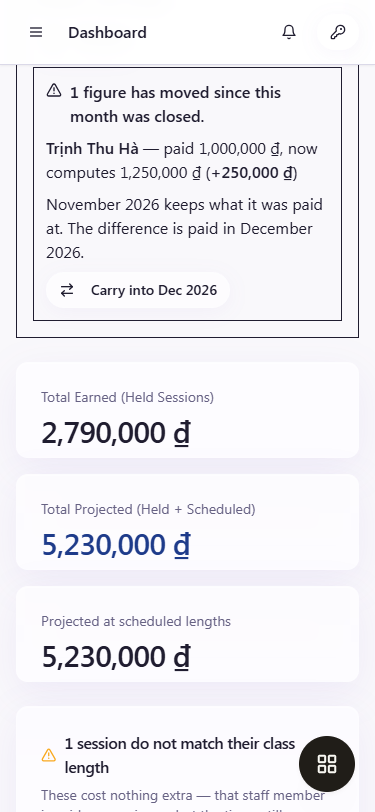 Dashboard
1 figure has moved since this
month was closed.
Trịnh Thu Hà — paid 1,000,000 ₫, now
computes 1,250,000 ₫ (+250,000 ₫)
November 2026 keeps what it was paid
at. The difference is paid in December
2026.
Carry into Dec 2026
Total Earned (Held Sessions)
2,790,000 ₫
Total Projected (Held + Scheduled)
5,230,000 ₫
Projected at scheduled lengths
5,230,000 ₫
1 session do not match their class
length
These cost nothing extra — that staff member